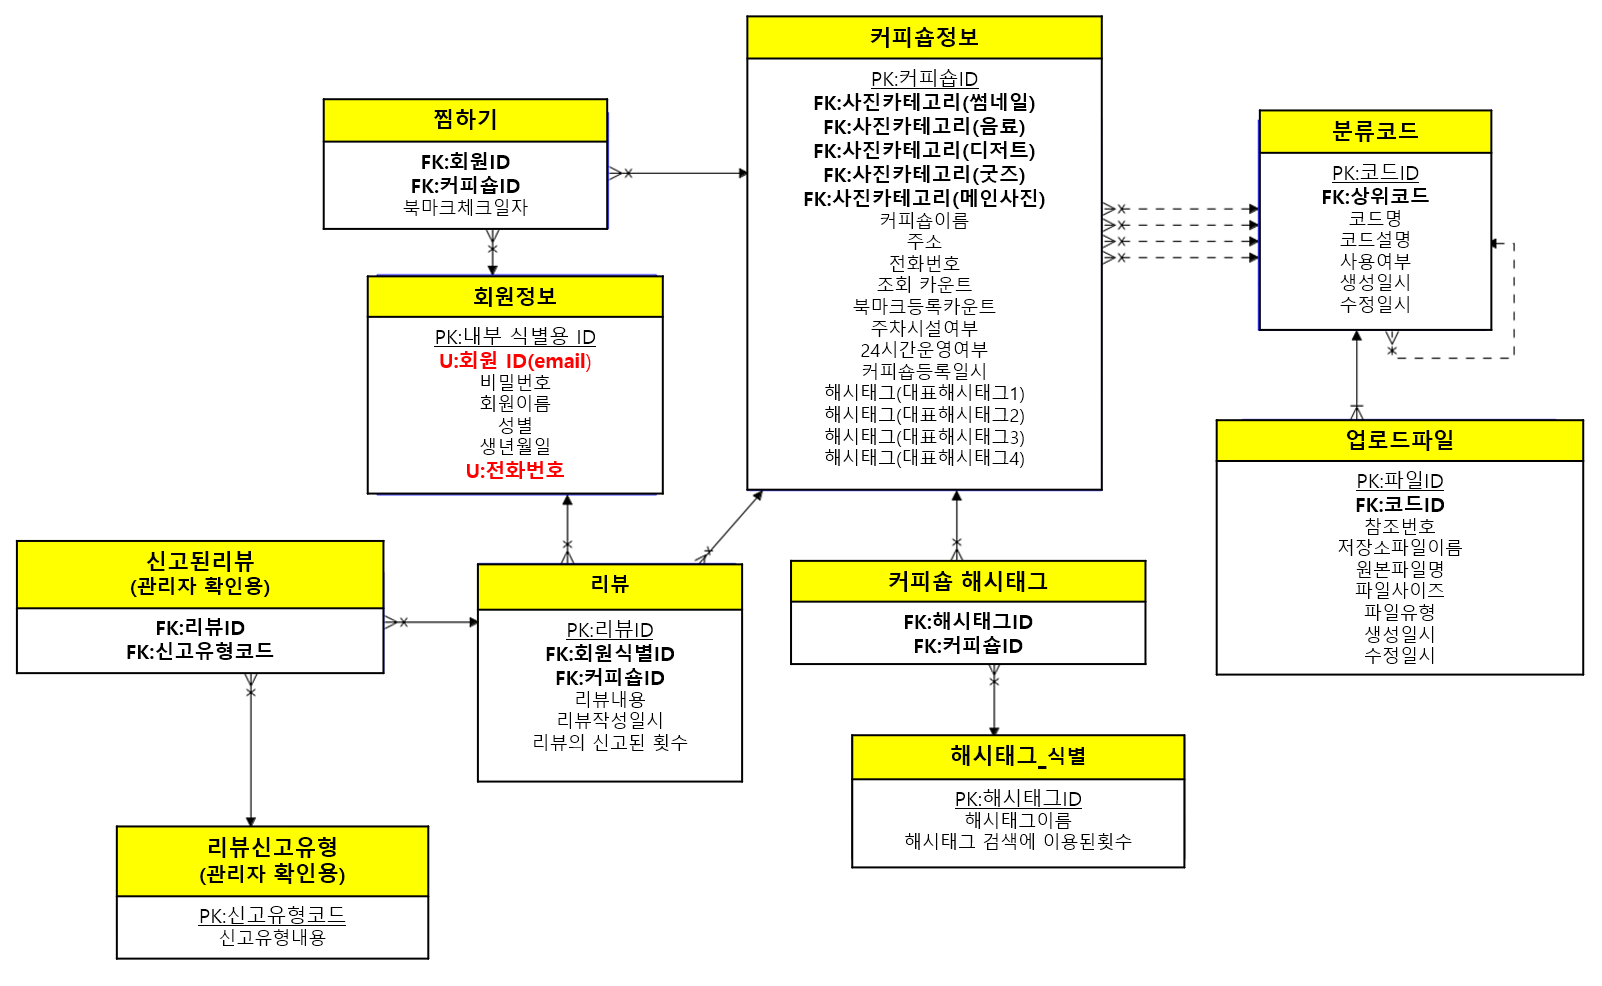 커피숍정보
PK:커피숍ID
FK:사진카테고리(썸네일)
FK:사진카테고리(음료)
FK:사진카테고리(디저트)
FK:사진카테고리(굿즈)
FK:사진카테고리(메인사진)
커피숍이름
주소
전화번호
조회 카운트
북마크등록카운트
주차시설여부
24시간운영여부
커피숍등록일시
해시태그(대표해시태그1)
해시태그(대표해시태그2)
해시태그(대표해시태그3)
해시태그(대표해시태그4)
찜하기
FK:회원ID
FK:커피숍ID
북마크체크일자
분류코드
PK:코드ID
FK:상위코드
코드명
코드설명
사용여부
생성일시
수정일시
회원정보
PK:내부 식별용 ID
U:회원 ID(email)
비밀번호
회원이름
성별
생년월일
U:전화번호
업로드파일
PK:파일ID
FK:코드ID
참조번호
저장소파일이름
원본파일명
파일사이즈
파일유형
생성일시
수정일시
신고된리뷰
(관리자 확인용)
FK:리뷰ID
FK:신고유형코드
리뷰
PK:리뷰ID
FK:회원식별ID
FK:커피숍ID
리뷰내용
리뷰작성일시
리뷰의 신고된 횟수
커피숍 해시태그
FK:해시태그ID
FK:커피숍ID
해시태그_식별
PK:해시태그ID
해시태그이름
해시태그 검색에 이용된횟수
리뷰신고유형
(관리자 확인용)
PK:신고유형코드
신고유형내용